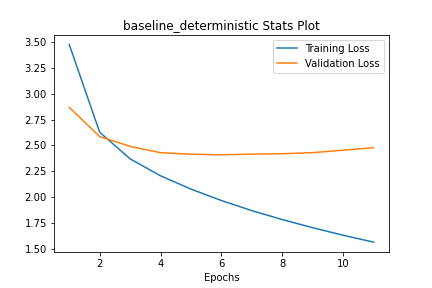 baseline_deterministic Stats Plot
Training Loss
Validation Loss
3.50
3.25
3.00
2.75
2.50
2.25
2.00
1.75
1.50
2 4 6 8 10
Epochs